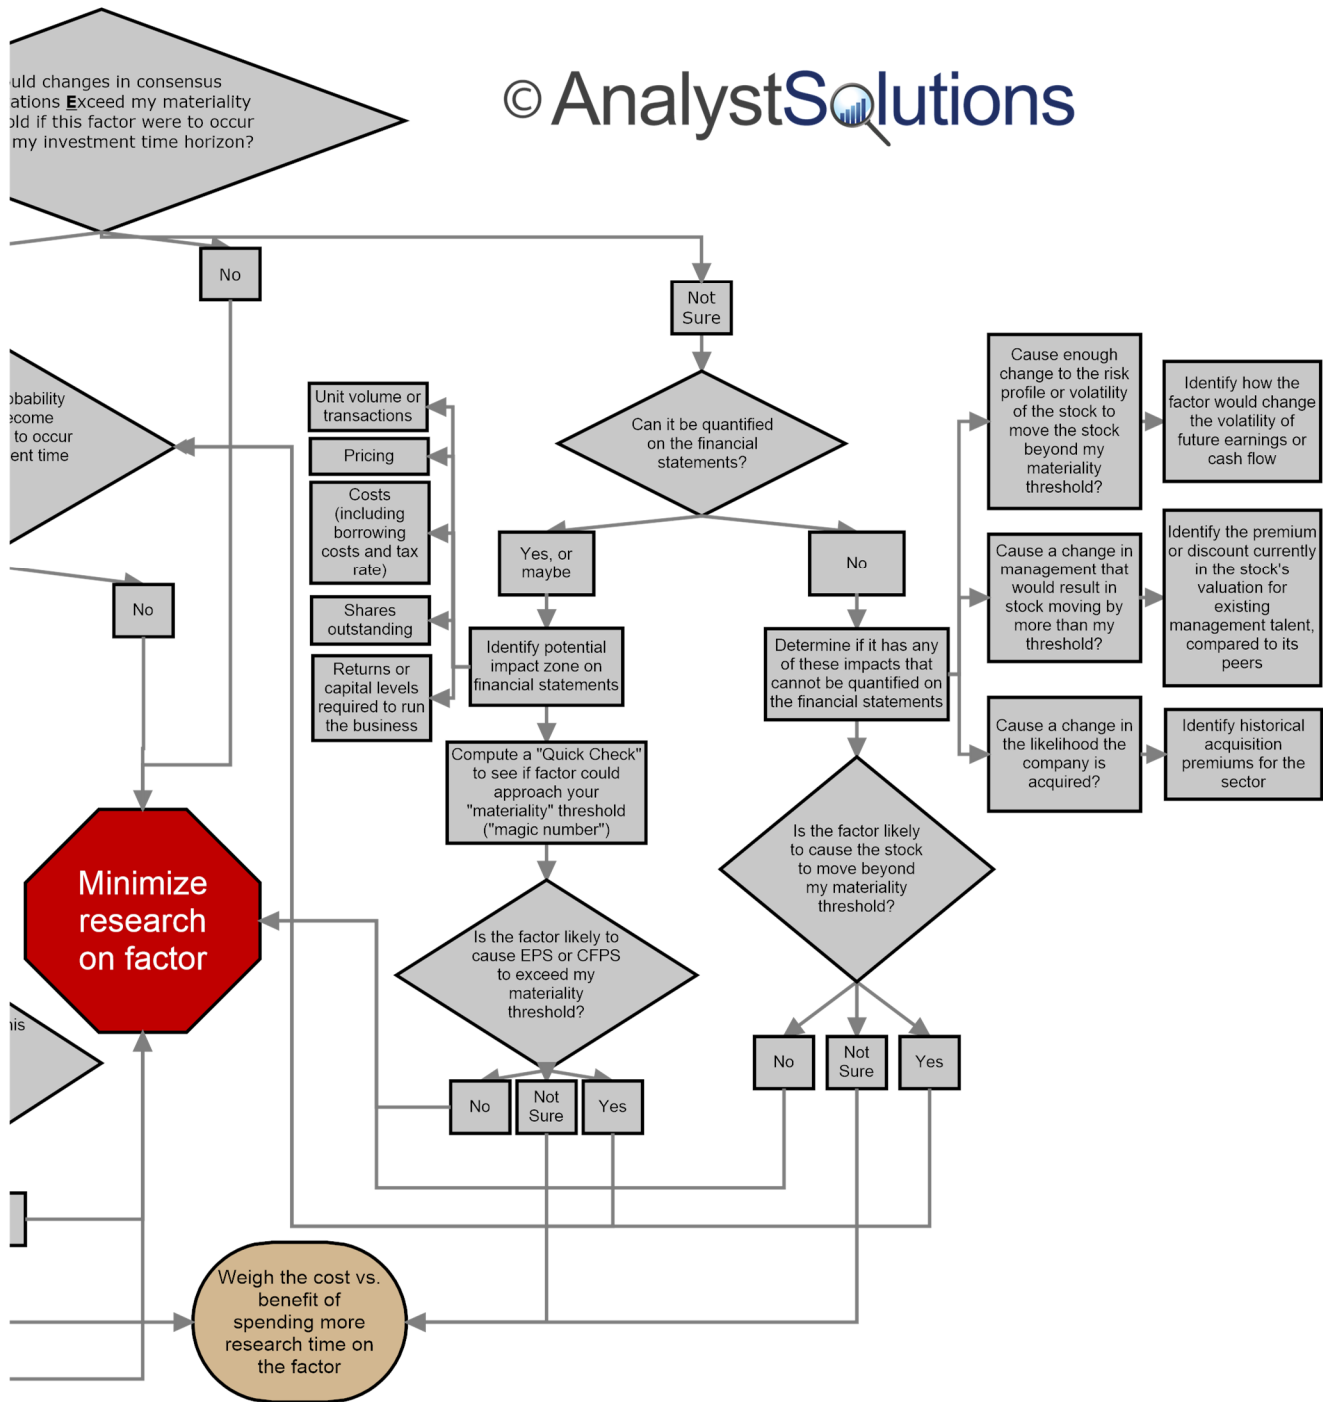 changes in consensus
Exceed my materiality
if this factor were to occur
my investment time horizon?
© AnalystSolutions
No
Not
Sure
become
to occur
time
No
Unit volume or
transactions
Pricing
Costs
(including
borrowing
costs and tax
rate)
Shares
outstanding
Returns or
capital levels
required to run
the business
Can it be quantified
on the financial
statements?
Yes, or
maybe
No
Identify potential
impact zone on
financial statements
Determine if it has any
of these impacts that
cannot be quantified on
the financial statements
Cause enough
change to the risk
profile or volatility
of the stock to
move the stock
beyond my
materiality
threshold?
Identify how the
factor would change
the volatility of
future earnings or
cash flow
Cause a change in
management that
would result in
stock moving by
more than my
threshold?
Identify the premium
or discount currently
in the stock's
valuation for
existing
management talent,
compared to its
peers
Cause a change in
the likelihood the
company is
acquired?
Identify historical
acquisition
premiums for the
sector
Compute a "Quick Check"
to see if factor could
approach your
"materiality" threshold
("magic number")
Is the factor likely
to cause the stock
to move beyond
my materiality
threshold?
Minimize
research
on factor
Is the factor likely to
cause EPS or CFPS
to exceed my
materiality
threshold?
No
Not
Sure
Yes
No
Not
Sure
Yes
Weigh the cost vs.
benefit of
spending more
research time on
the factor